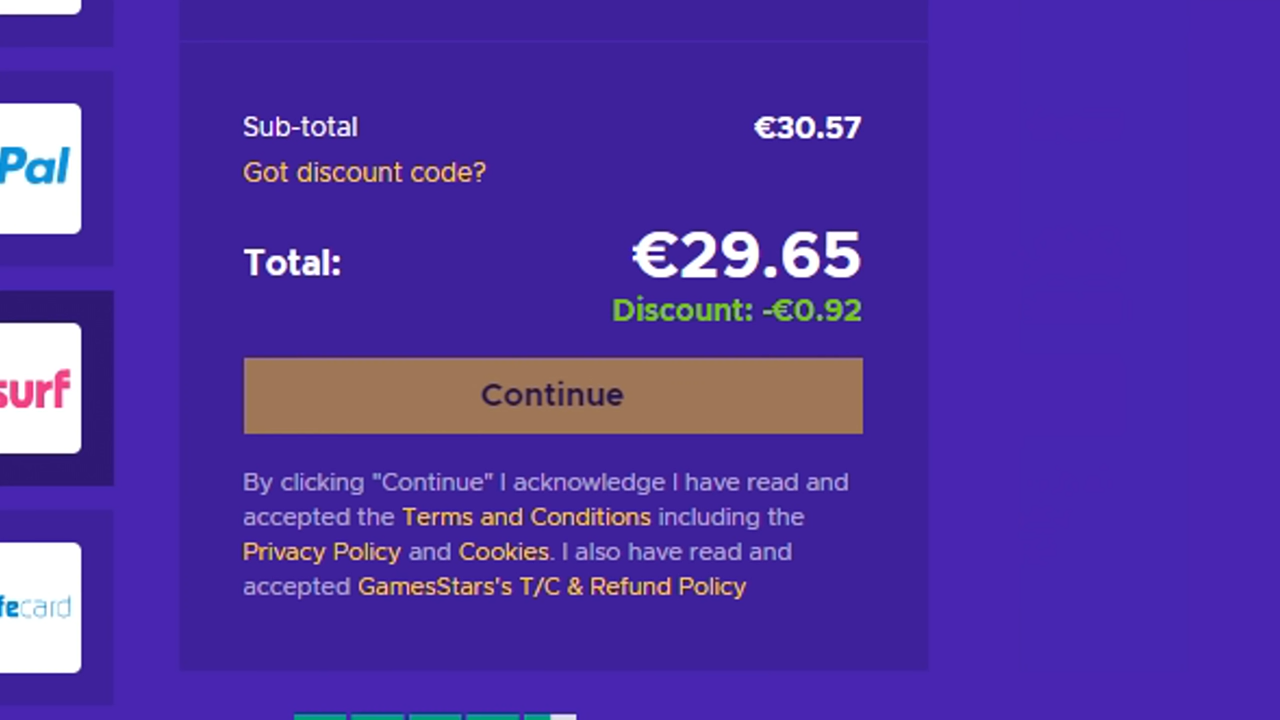 Sub-total €30.57
Got discount code?
Pal
Total: €29.65
Discount: -€0.92
surf
Continue
By clicking "Continue" I acknowledge I have read and
accepted the Terms and Conditions including the
Privacy Policy and Cookies. I also have read and
accepted GamesStars's T/C & Refund Policy
fecard